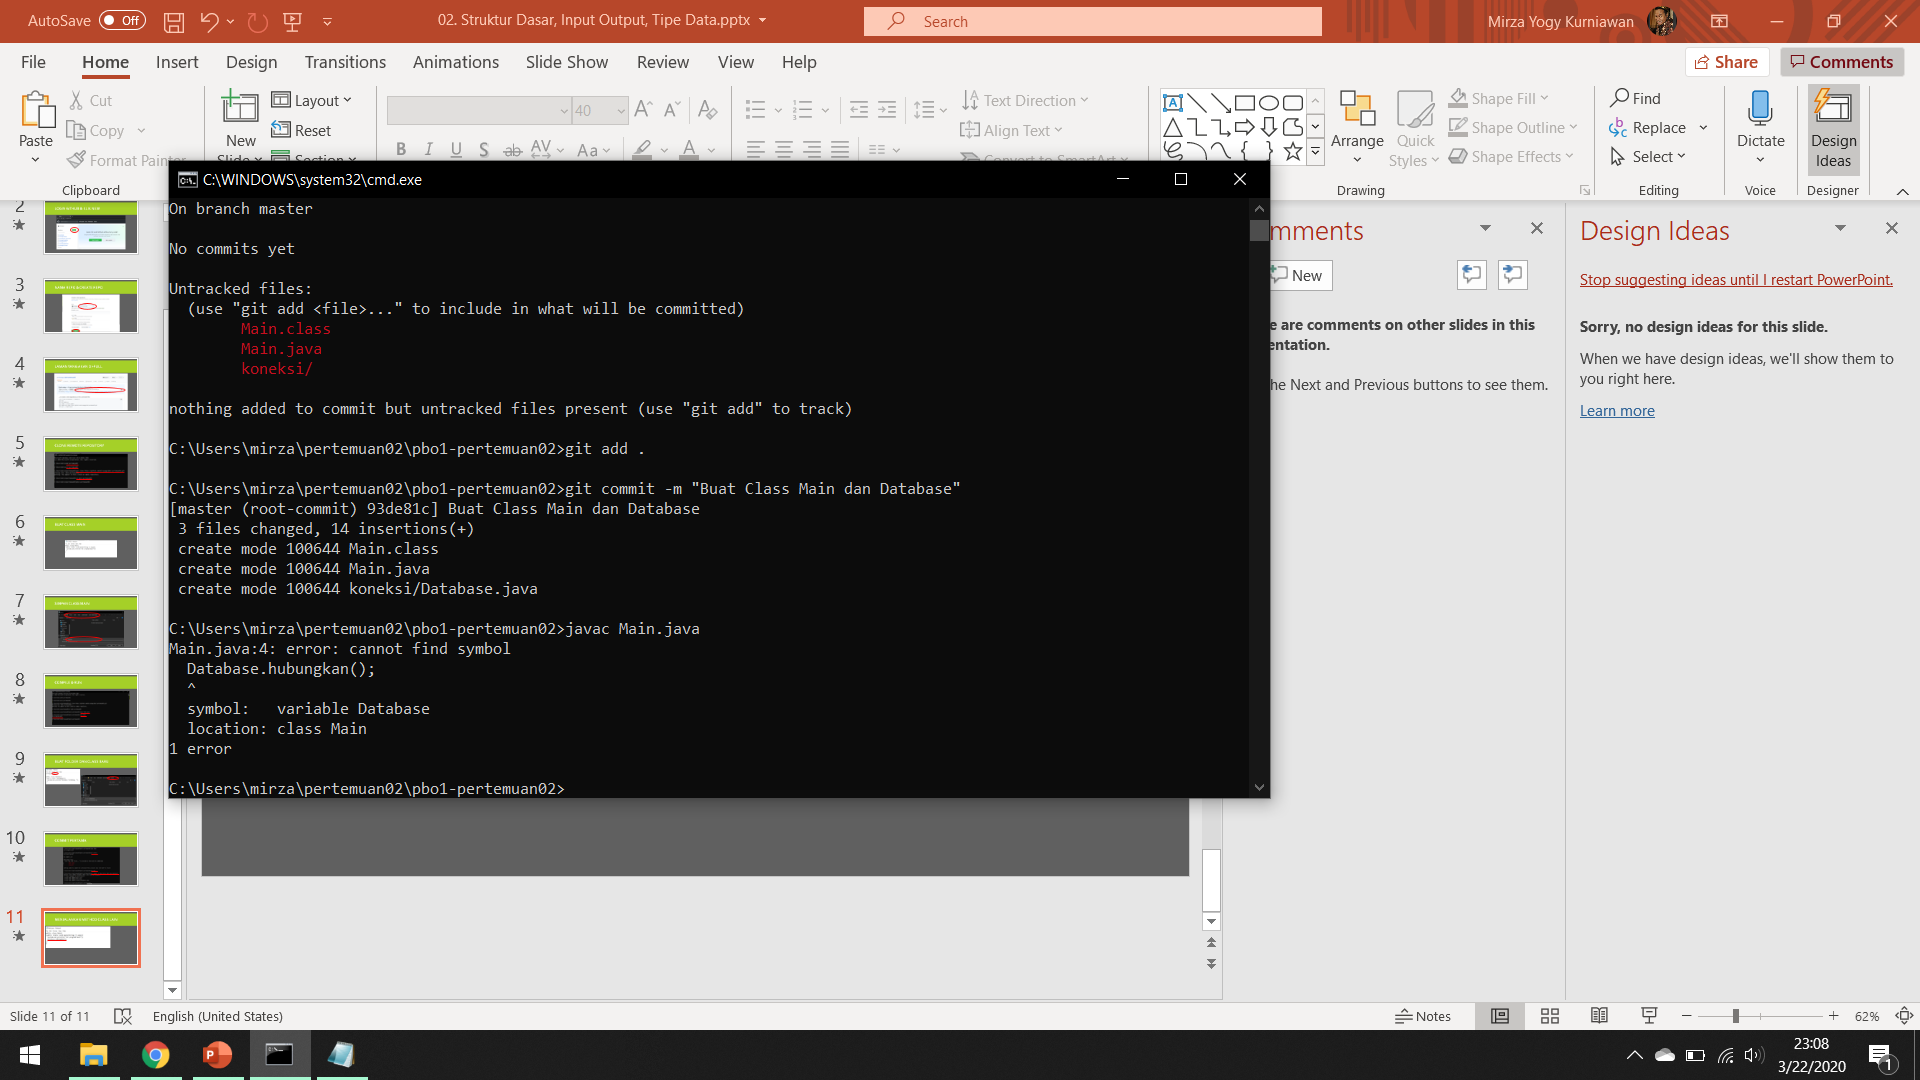 AutoSave Off 02. Struktur Dasar, Input Output, Tipe Data.pptx Search Mirza Yogy Kurniawan
File Home Insert Design Transitions Animations Slide Show Review View Help Share Comments
Paste
Cut
Copy
Format Painter
Clipboard
New
Slide
Layout
Reset
Section
40
B I U S ab AV Aa A
Text Direction
Align Text
Convert to SmartArt
Arrange
Quick
Styles
Shape Fill
Shape Outline
Shape Effects
Drawing
Find
Replace
Select
Editing
Dictate
Voice
Design
Ideas
Designer
C:\WINDOWS\system32\cmd.exe
On branch master
No commits yet
Untracked files:
(use "git add <file>..." to include in what will be committed)
Main.class
Main.java
koneksi/
nothing added to commit but untracked files present (use "git add" to track)
C:\Users\mirza\pertemuan02\pbo1-pertemuan02>git add .
C:\Users\mirza\pertemuan02\pbo1-pertemuan02>git commit -m "Buat Class Main dan Database"
[master (root-commit) 93de81c] Buat Class Main dan Database
3 files changed, 14 insertions(+)
create mode 100644 Main.class
create mode 100644 Main.java
create mode 100644 koneksi/Database.java
C:\Users\mirza\pertemuan02\pbo1-pertemuan02>javac Main.java
Main.java:4: error: cannot find symbol
Database.hubungkan();
^
symbol:   variable Database
location: class Main
1 error
C:\Users\mirza\pertemuan02\pbo1-pertemuan02>
2
3
4
5
6
7
8
9
10
11
mments
New
e are comments on other slides in this
entation.
he Next and Previous buttons to see them.
Design Ideas
Stop suggesting ideas until I restart PowerPoint.
Sorry, no design ideas for this slide.
When we have design ideas, we'll show them to
you right here.
Learn more
Slide 11 of 11 English (United States) Notes 62%
23:08
3/22/2020
1